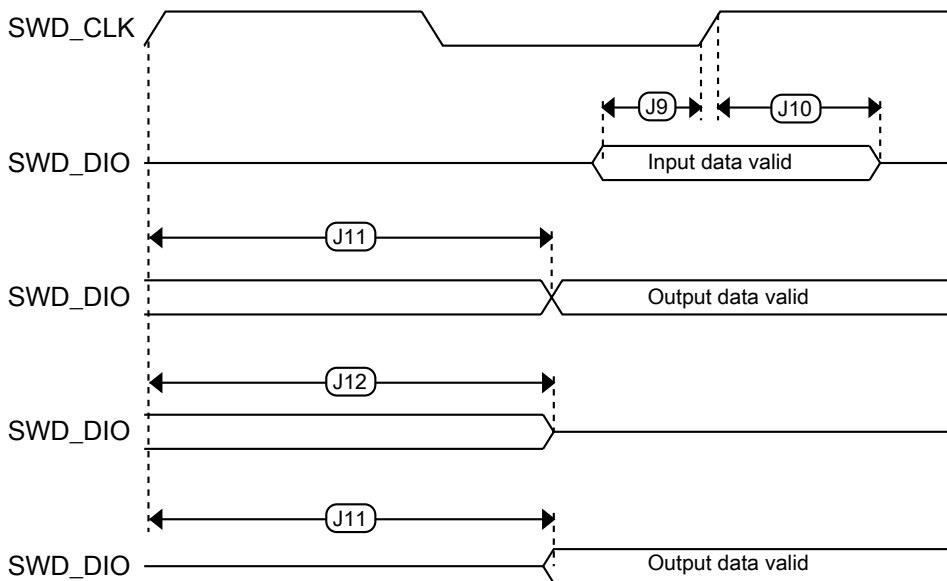 SWD_CLK
J9
J10
SWD_DIO
Input data valid
J11
SWD_DIO
Output data valid
J12
SWD_DIO
J11
SWD_DIO
Output data valid